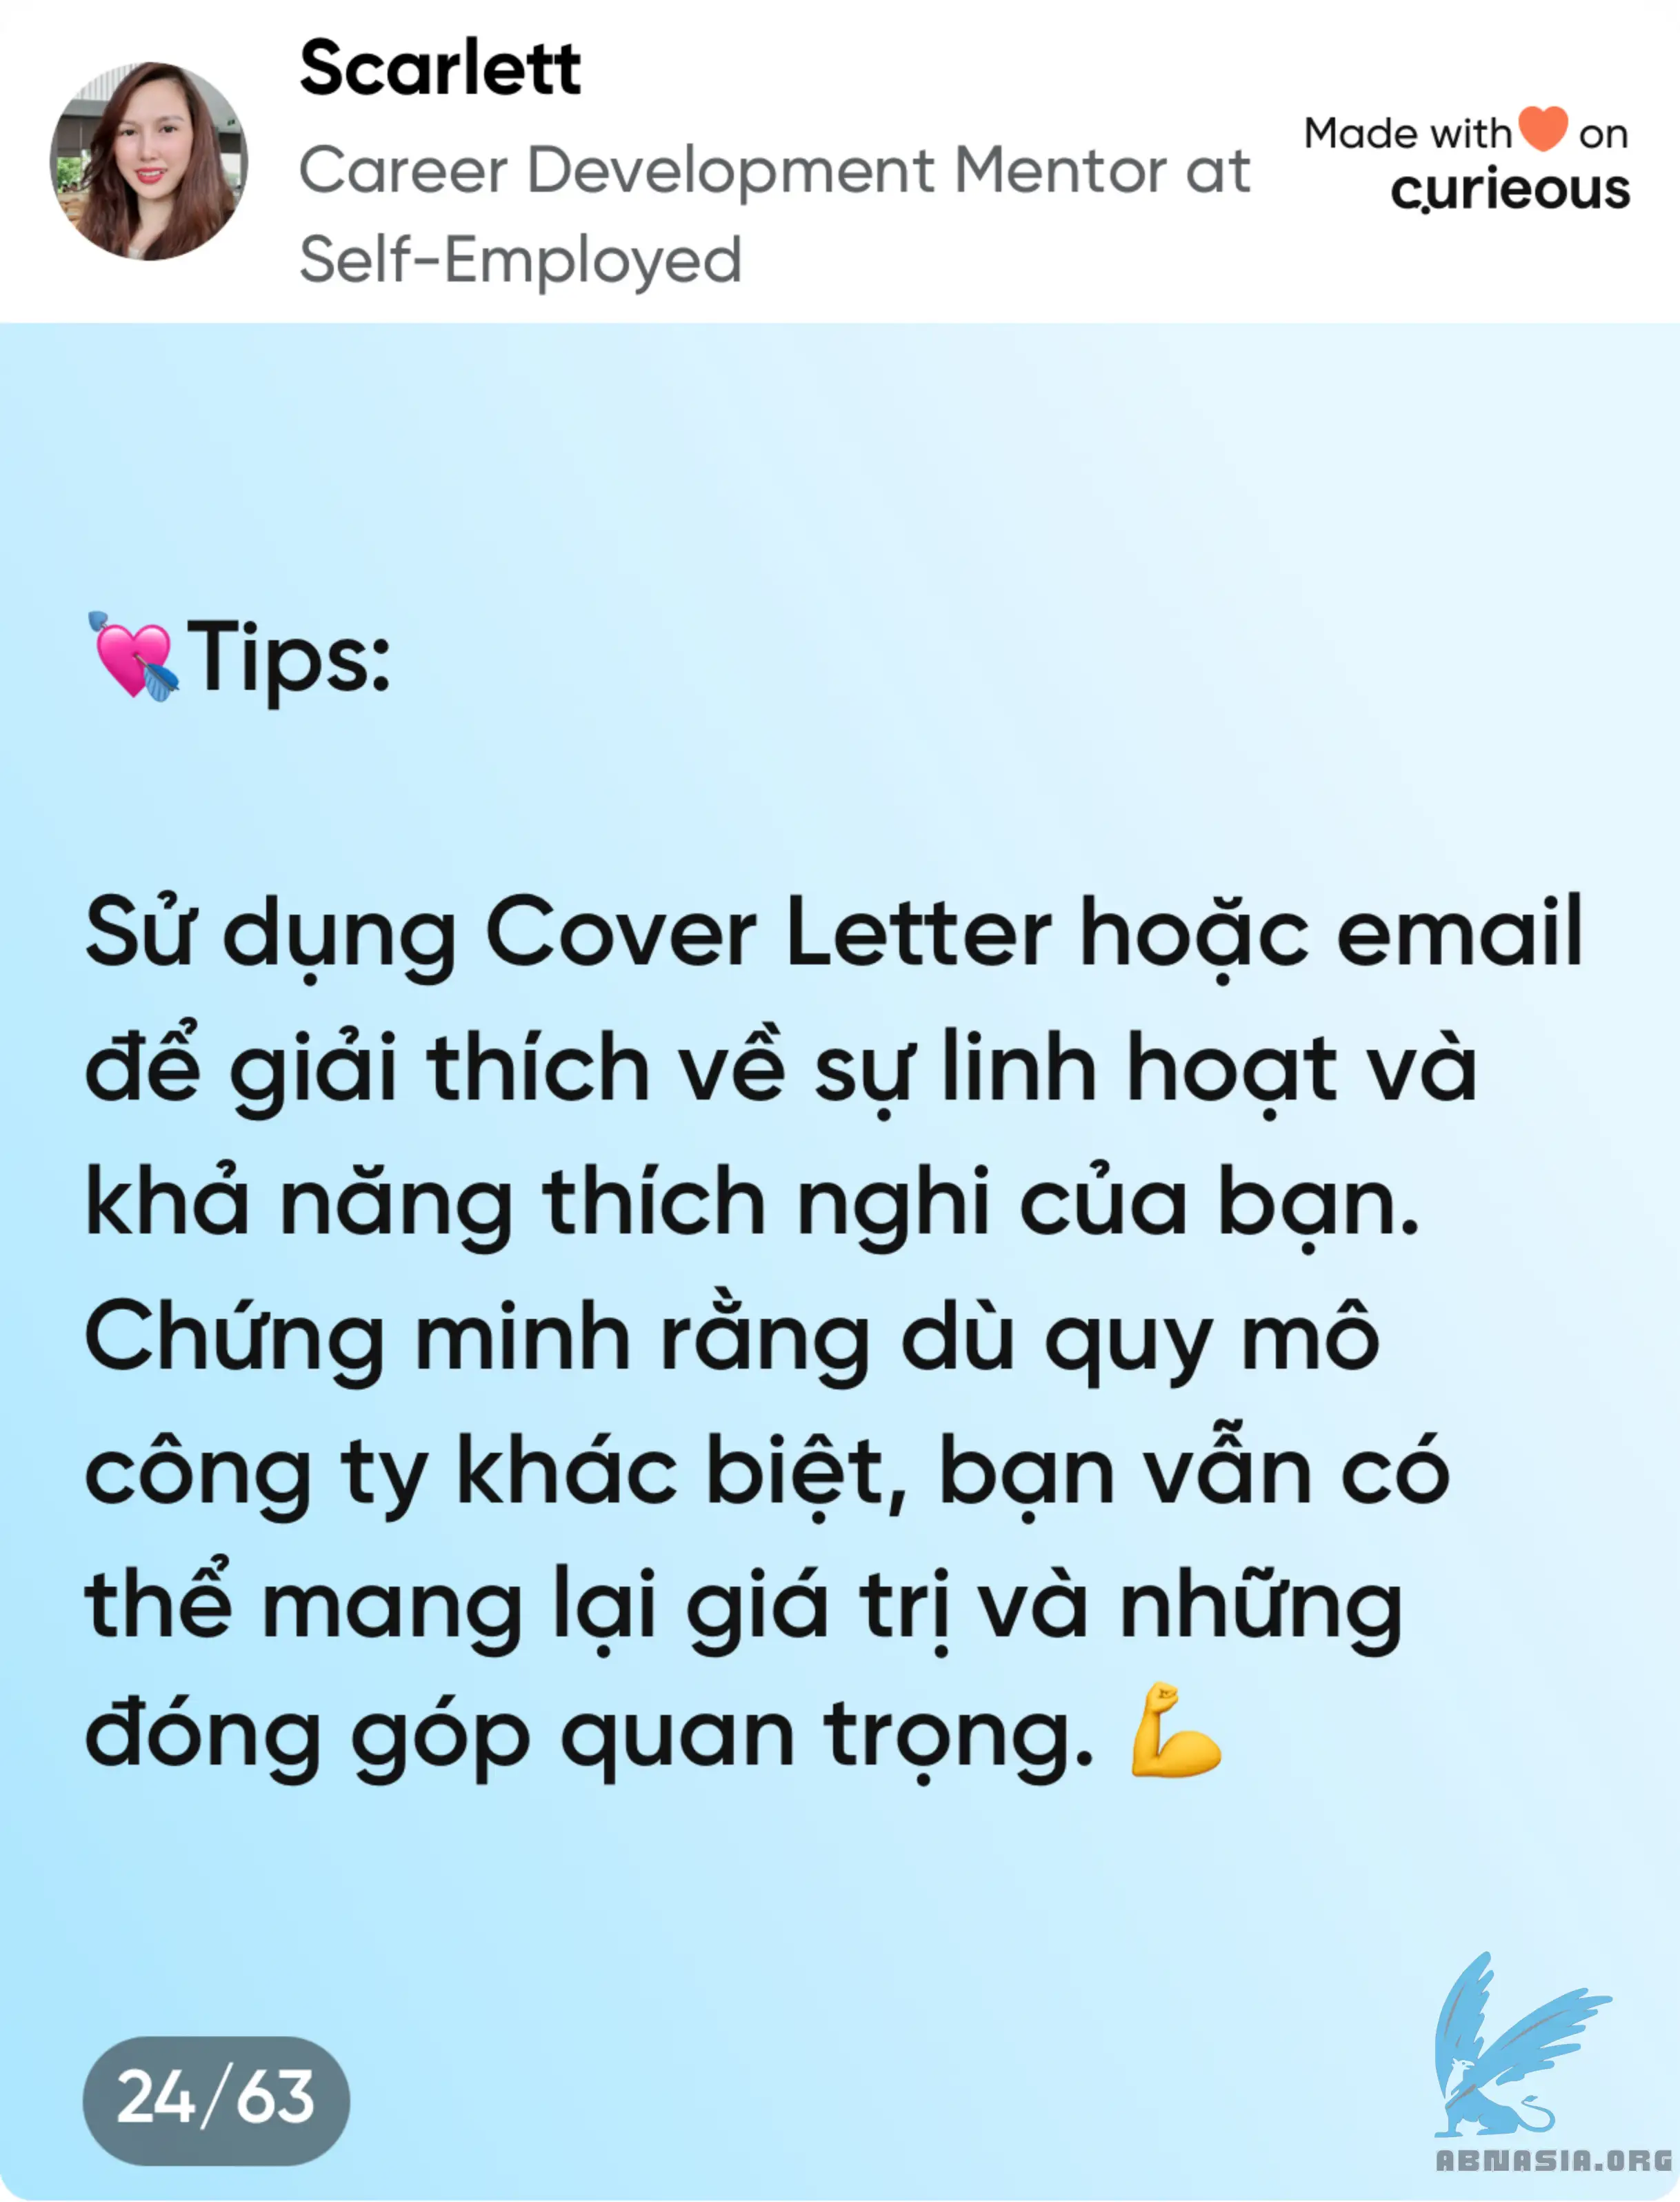 Scarlett
Career Development Mentor at
Self-Employed
Made with🧡on
curieous
💘Tips:
Sử dụng Cover Letter hoặc email
để giải thích về sự linh hoạt và
khả năng thích nghi của bạn.
Chứng minh rằng dù quy mô
công ty khác biệt, bạn vẫn có
thể mang lại giá trị và những
đóng góp quan trọng. 💪
24/63
ABNASIA.ORG